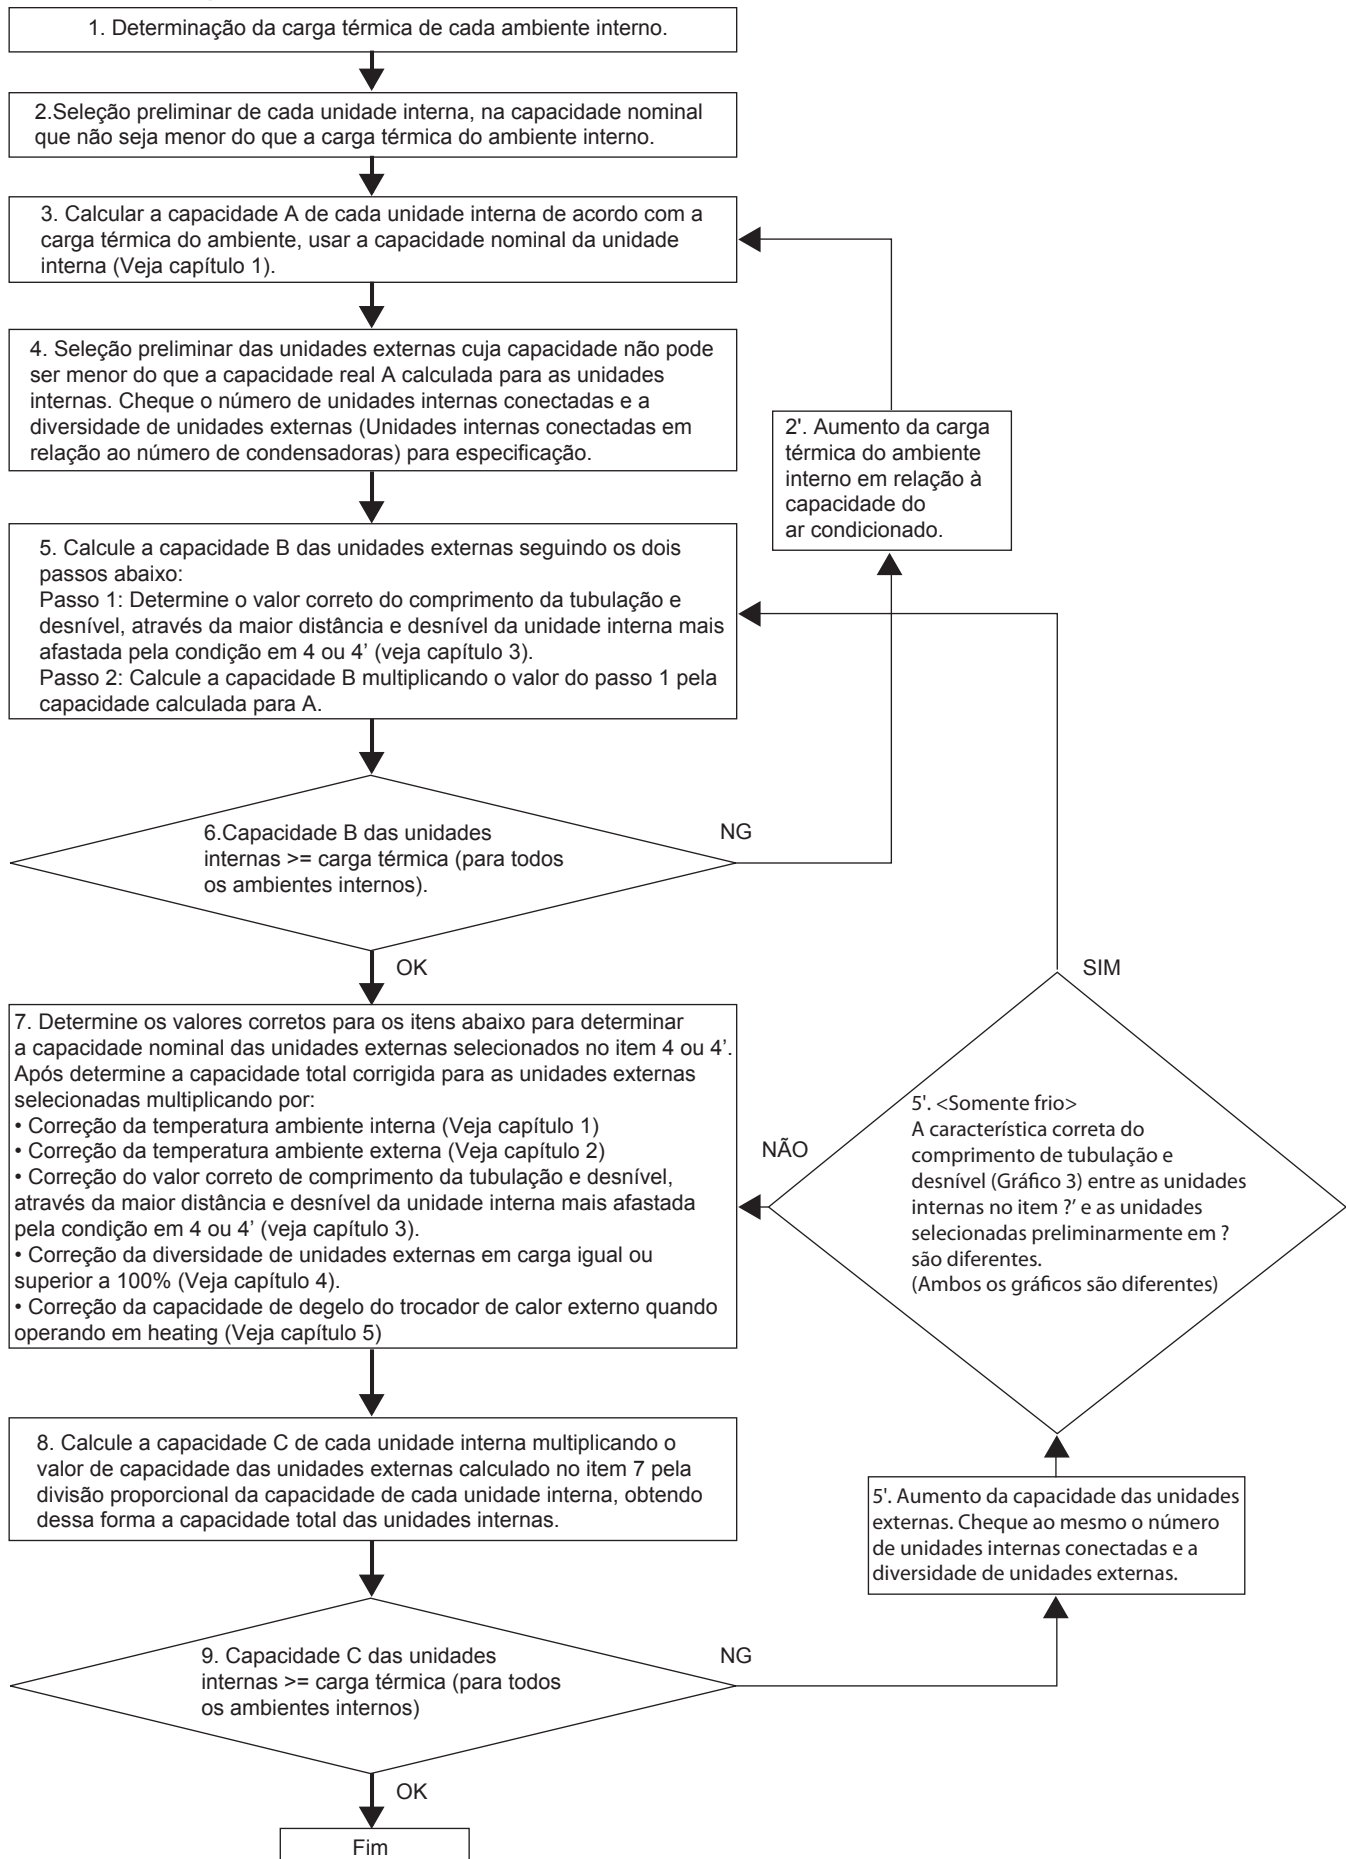 1. Determinação da carga térmica de cada ambiente interno.
2.Seleção preliminar de cada unidade interna, na capacidade nominal
que não seja menor do que a carga térmica do ambiente interno.
3. Calcular a capacidade A de cada unidade interna de acordo com a
carga térmica do ambiente, usar a capacidade nominal da unidade
interna (Veja capítulo 1).
4. Seleção preliminar das unidades externas cuja capacidade não pode
ser menor do que a capacidade real A calculada para as unidades
internas. Cheque o número de unidades internas conectadas e a
diversidade de unidades externas (Unidades internas conectadas em
relação ao número de condensadoras) para especificação.
2'. Aumento da carga
térmica do ambiente
interno em relação à
capacidade do
ar condicionado.
5. Calcule a capacidade B das unidades externas seguindo os dois
passos abaixo:
Passo 1: Determine o valor correto do comprimento da tubulação e
desnível, através da maior distância e desnível da unidade interna mais
afastada pela condição em 4 ou 4’ (veja capítulo 3).
Passo 2: Calcule a capacidade B multiplicando o valor do passo 1 pela
capacidade calculada para A.
6.Capacidade B das unidades
internas >= carga térmica (para todos
os ambientes internos).
NG
OK
SIM
7. Determine os valores corretos para os itens abaixo para determinar
a capacidade nominal das unidades externas selecionados no item 4 ou 4’.
Após determine a capacidade total corrigida para as unidades externas
selecionadas multiplicando por:
• Correção da temperatura ambiente interna (Veja capítulo 1)
• Correção da temperatura ambiente externa (Veja capítulo 2)
• Correção do valor correto de comprimento da tubulação e desnível,
através da maior distância e desnível da unidade interna mais afastada
pela condição em 4 ou 4’ (veja capítulo 3).
• Correção da diversidade de unidades externas em carga igual ou
superior a 100% (Veja capítulo 4).
• Correção da capacidade de degelo do trocador de calor externo quando
operando em heating (Veja capítulo 5)
NÃO
5'. <Somente frio>
A característica correta do
comprimento de tubulação e
desnível (Gráfico 3) entre as unidades
internas no item ?’ e as unidades
selecionadas preliminarmente em ?
são diferentes.
(Ambos os gráficos são diferentes)
8. Calcule a capacidade C de cada unidade interna multiplicando o
valor de capacidade das unidades externas calculado no item 7 pela
divisão proporcional da capacidade de cada unidade interna, obtendo
dessa forma a capacidade total das unidades internas.
5'. Aumento da capacidade das unidades
externas. Cheque ao mesmo o número
de unidades internas conectadas e a
diversidade de unidades externas.
9. Capacidade C das unidades
internas >= carga térmica (para todos
os ambientes internos)
NG
OK
Fim